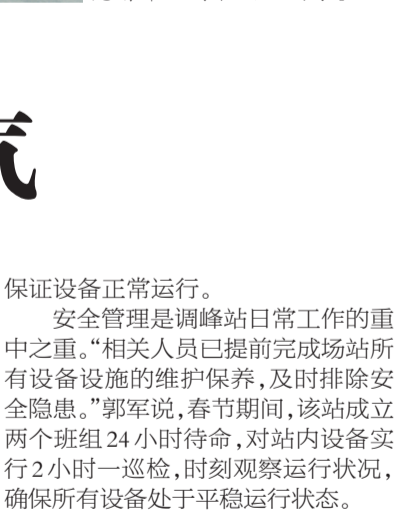 气
保证设备正常运行。
安全管理是调峰站日常工作的重
中之重。“相关人员已提前完成场站所
有设备设施的维护保养,及时排除安
全隐患。”郭军说,春节期间,该站成立
两个班组24小时待命,对站内设备实
行2小时一巡检,时刻观察运行状况,
确保所有设备处于平稳运行状态。